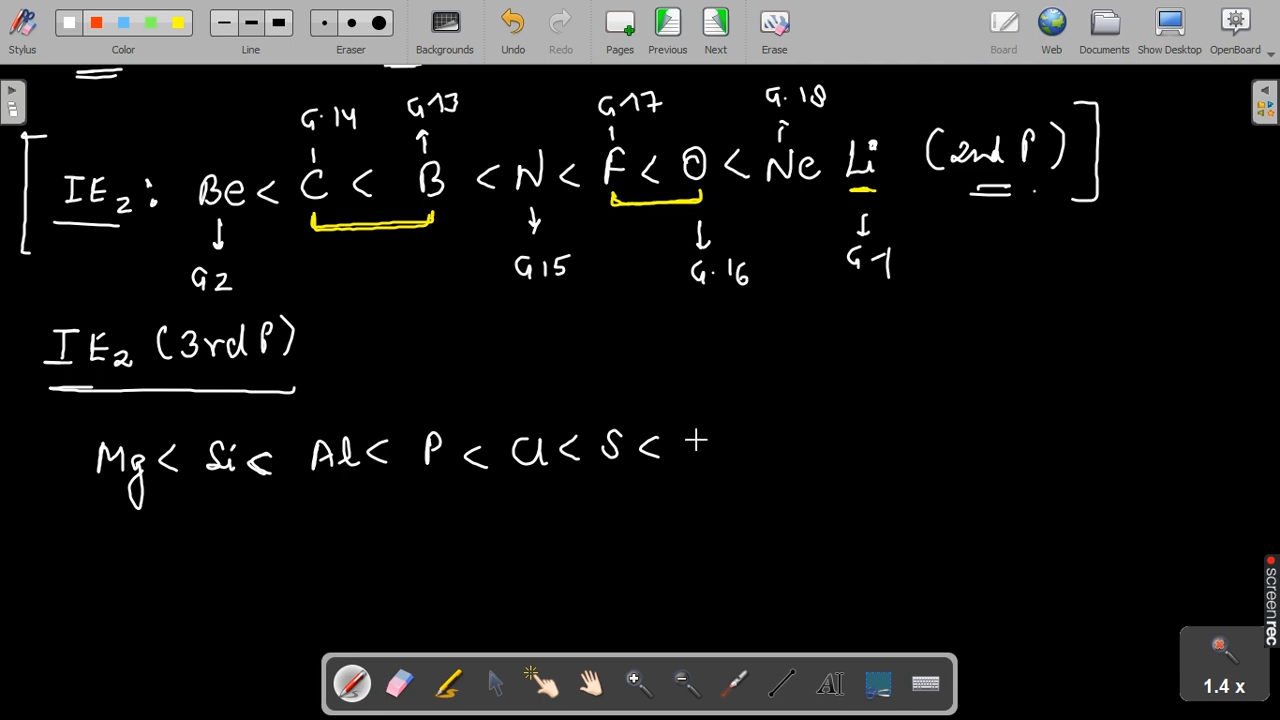 Stylus Color Line Eraser Backgrounds Undo Redo Pages Previous Next Erase Board Web Documents Show Desktop OpenBoard
G.14 G13 G17 G.18
IE2 : Be < C < B < N < F < O < Ne Li (2nd P)
G2 G15 G.16 G-1
IE2 (3rd P)
Mg < Si < Al < P < Cl < S <
screenrec
1.4 x